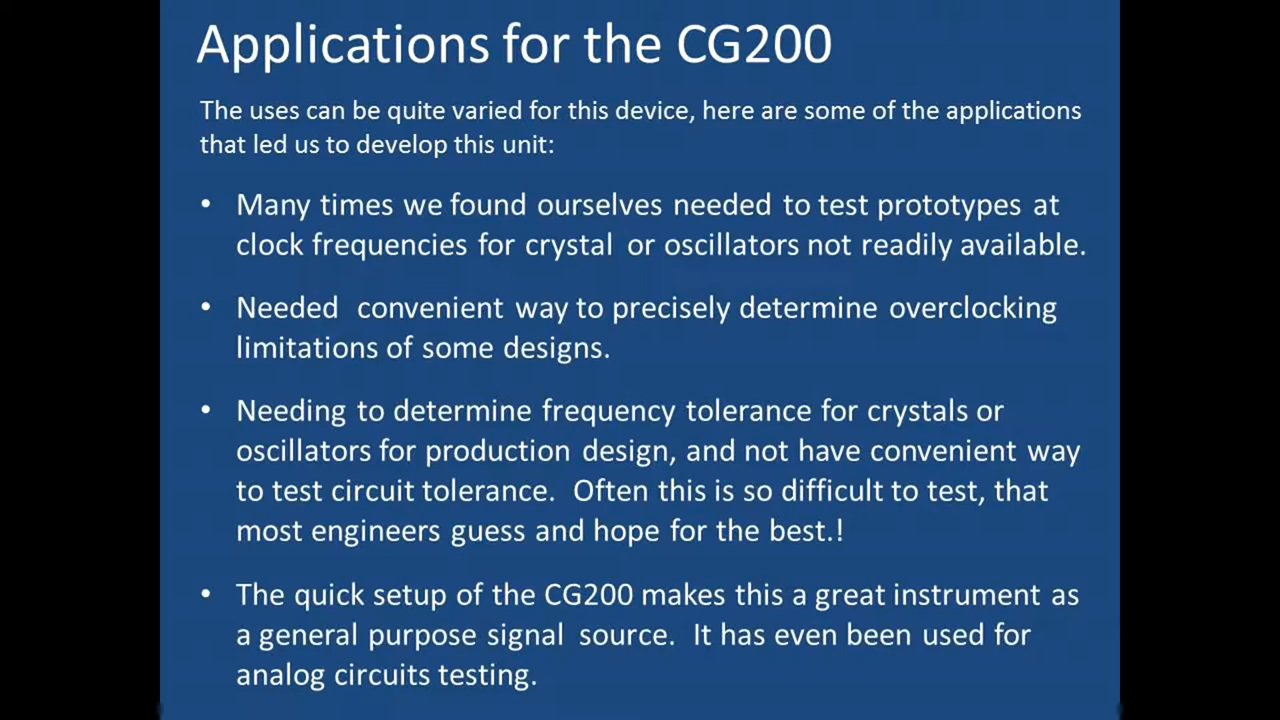 Applications for the CG200
The uses can be quite varied for this device, here are some of the applications
that led us to develop this unit:
• Many times we found ourselves needed to test prototypes at
clock frequencies for crystal or oscillators not readily available.
• Needed convenient way to precisely determine overclocking
limitations of some designs.
• Needing to determine frequency tolerance for crystals or
oscillators for production design, and not have convenient way
to test circuit tolerance. Often this is so difficult to test, that
most engineers guess and hope for the best.!
• The quick setup of the CG200 makes this a great instrument as
a general purpose signal source. It has even been used for
analog circuits testing.